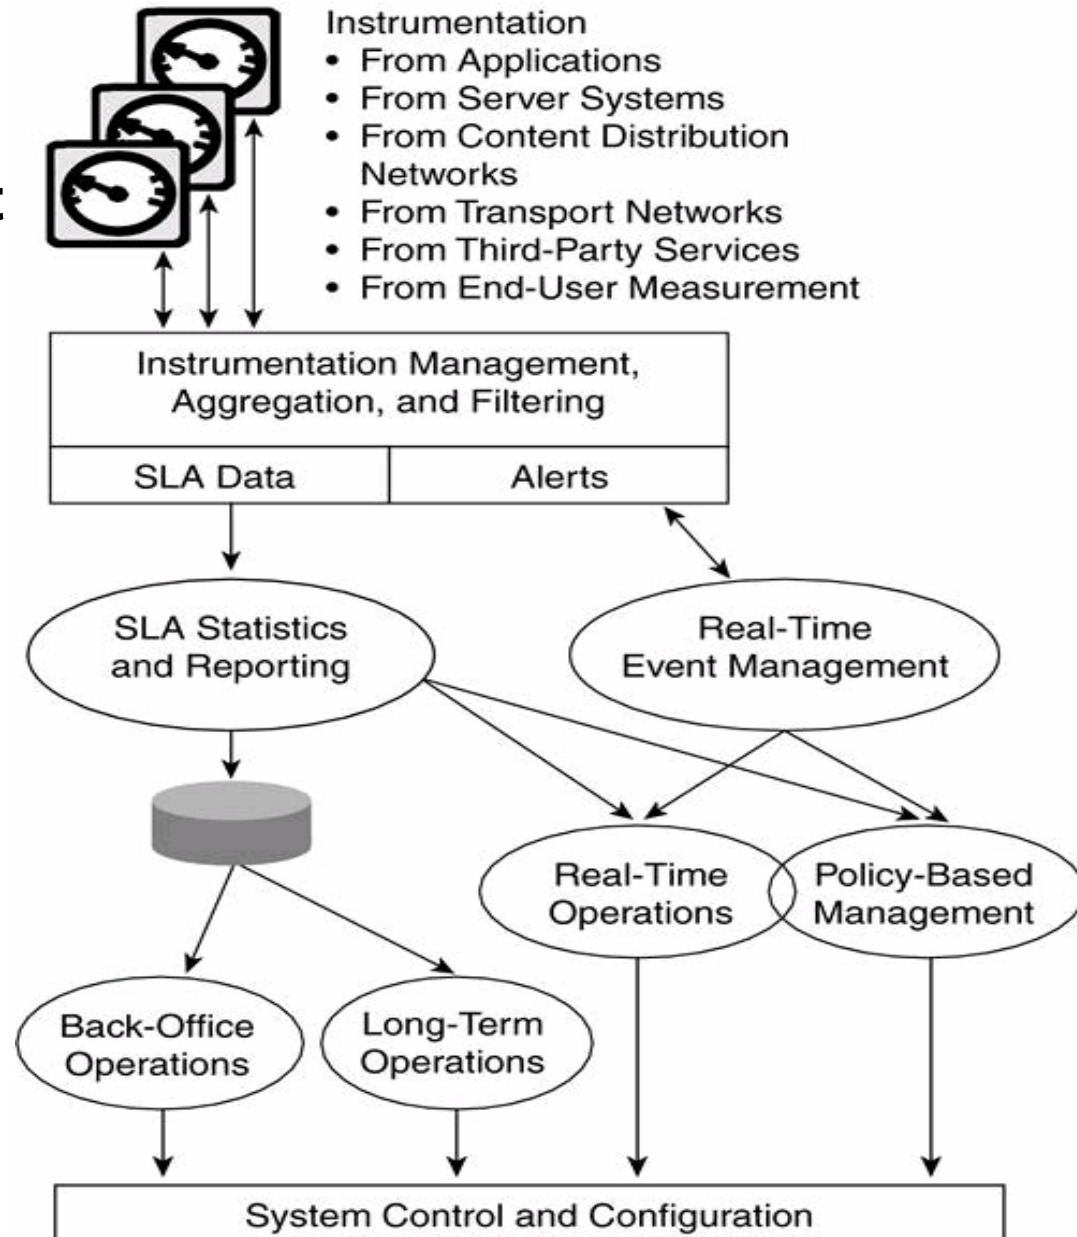 Instrumentation
• From Applications
• From Server Systems
• From Content Distribution
Networks
• From Transport Networks
• From Third-Party Services
• From End-User Measurement
t
Instrumentation Management,
Aggregation, and Filtering
SLA Data
Alerts
SLA Statistics
and Reporting
Real-Time
Event Management
Real-Time
Operations
Policy-Based
Management
Back-Office
Operations
Long-Term
Operations
System Control and Configuration